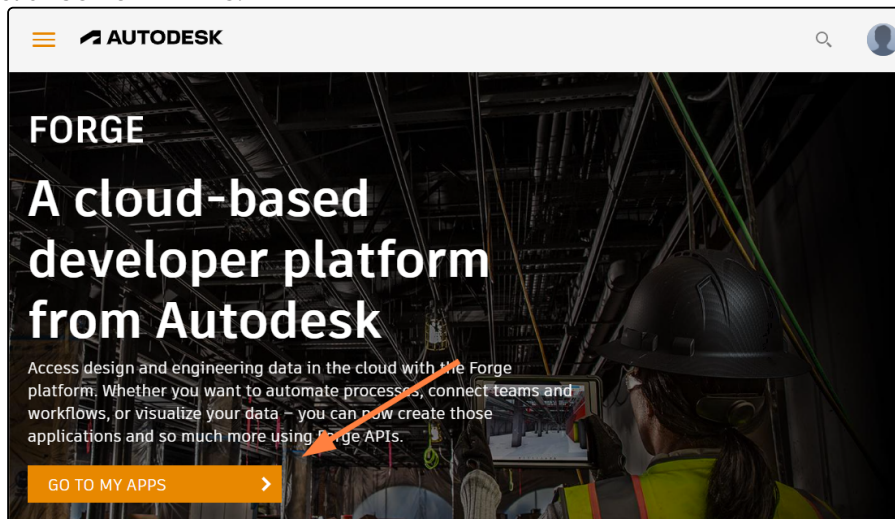 AUTODESK
FORGE
A cloud-based
developer platform
from Autodesk
Access design and engineering data in the cloud with the Forge
platform. Whether you want to automate processes, connect teams and
workflows, or visualize your data – you can now create those
applications and so much more using Forge APIs.
GO TO MY APPS